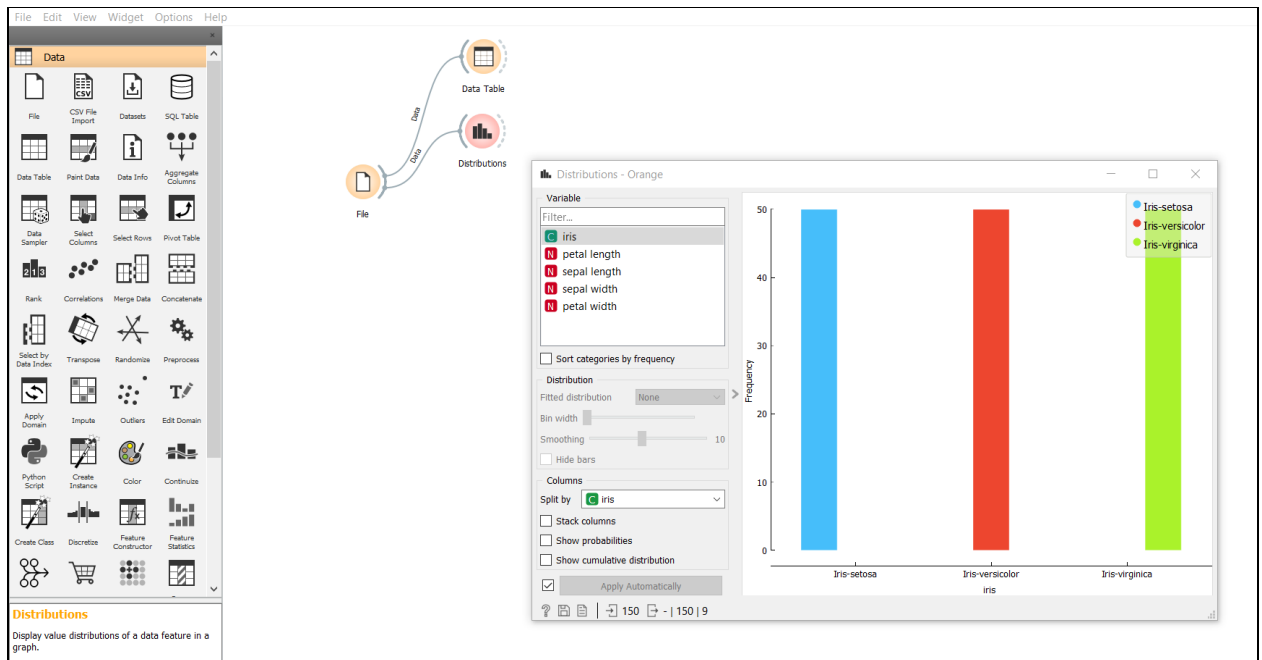 File Edit View Widget Options Help
×
Data
File
CSV File
Import
Datasets
SQL Table
Data Table
Paint Data
Data Info
Aggregate
Columns
Data
Sampler
Select
Columns
Select Rows
Pivot Table
Rank
Correlations
Merge Data
Concatenate
Select by
Data Index
Transpose
Randomize
Preprocess
Apply
Domain
Impute
Outliers
Edit Domain
Python
Script
Create
Instance
Color
Continuize
Create Class
Discretize
Feature
Constructor
Feature
Statistics
Distributions
Display value distributions of a data feature in a
graph.
File
Data
Data
Data Table
Distributions
Distributions - Orange
Variable
Filter...
C iris
N petal length
N sepal length
N sepal width
N petal width
Sort categories by frequency
Distribution
Fitted distribution None
Bin width
Smoothing 10
Hide bars
Columns
Split by C iris
Stack columns
Show probabilities
Show cumulative distribution
Apply Automatically
? 150 - | 150 | 9
Frequency
50
40
30
20
10
0
Iris-setosa
Iris-versicolor
Iris-virginica
Iris-setosa Iris-versicolor Iris-virginica
iris